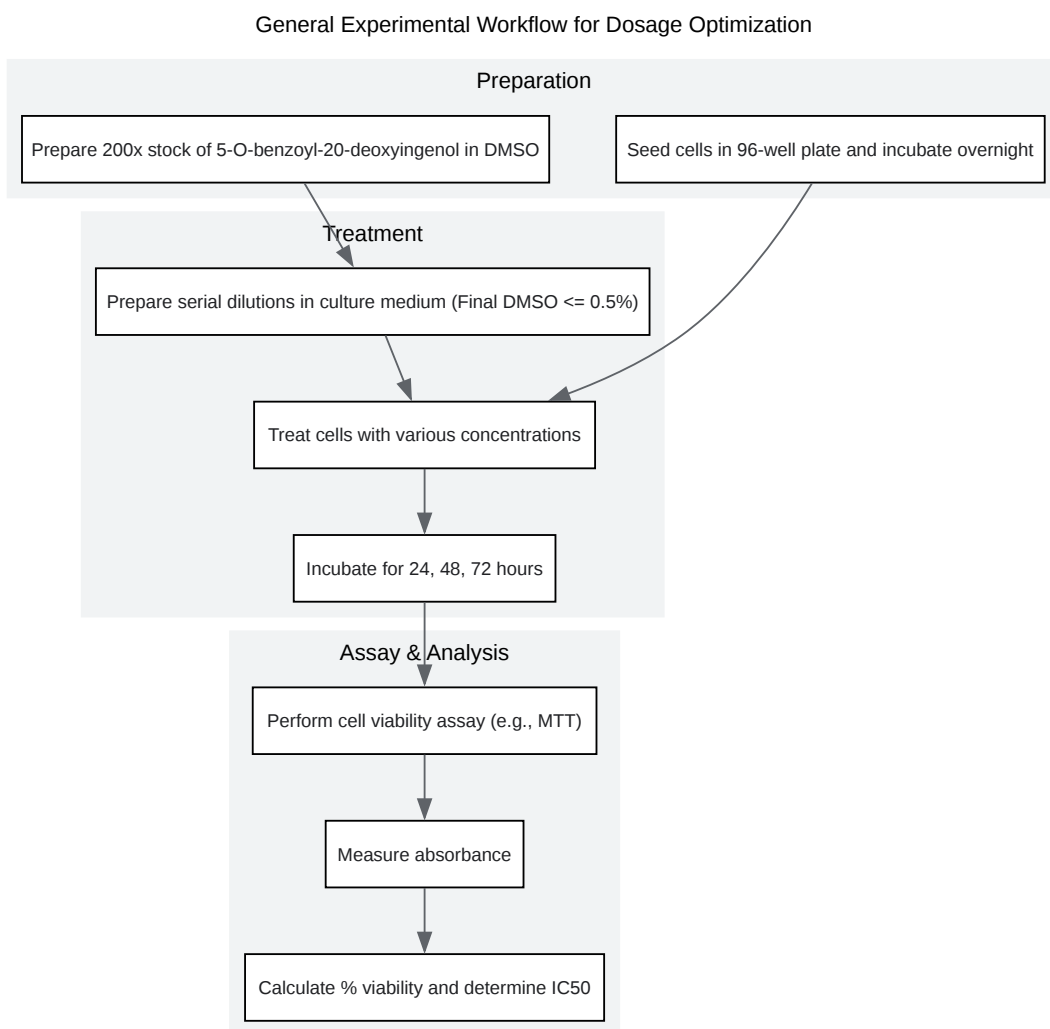 General Experimental Workflow for Dosage Optimization
Preparation
Prepare 200x stock of 5-O-benzoyl-20-deoxyingenol in DMSO
Seed cells in 96-well plate and incubate overnight
Treatment
Prepare serial dilutions in culture medium (Final DMSO <= 0.5%)
Treat cells with various concentrations
Incubate for 24, 48, 72 hours
Assay & Analysis
Perform cell viability assay (e.g., MTT)
Measure absorbance
Calculate % viability and determine IC50